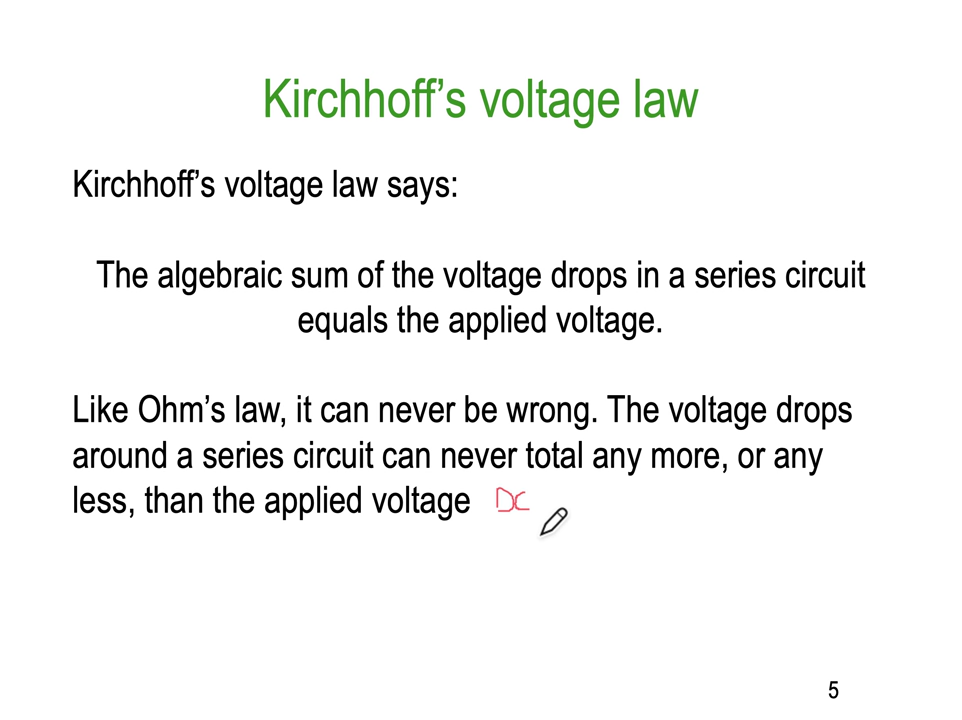 Kirchhoff's voltage law
Kirchhoff's voltage law says:
The algebraic sum of the voltage drops in a series circuit
equals the applied voltage.
Like Ohm's law, it can never be wrong. The voltage drops
around a series circuit can never total any more, or any
less, than the applied voltage DC
5